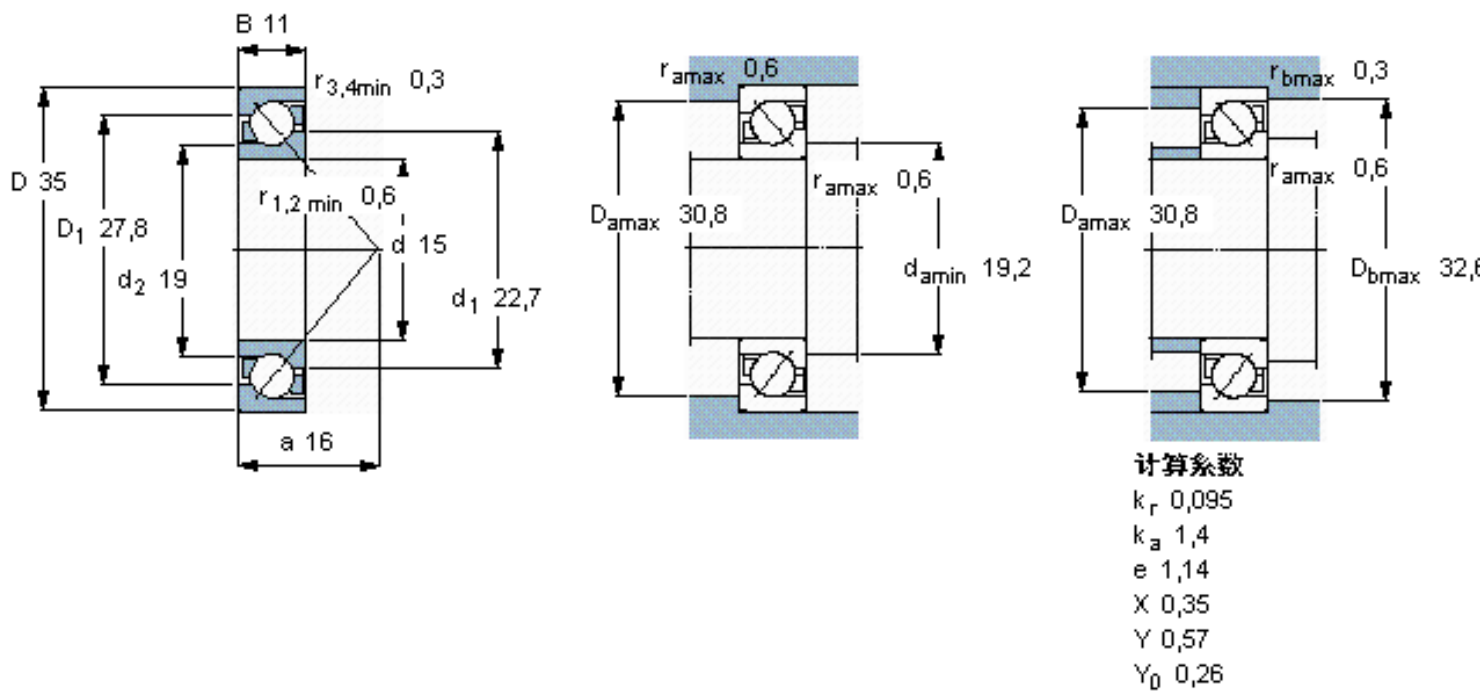 B 11
r3,4min 0,3
D 35
D1 27,8
r1,2 min 0,6
d 15
d2 19
d1 22,7
a 16
ramax 0,6
ramax 0,6
Damax 30,8
damin 19,2
rbmax 0,3
ramax 0,6
Damax 30,8
Dbmax 32,6
计算系数
kr 0,095
ka 1,4
e 1,14
X 0,35
Y 0,57
Y0 0,26